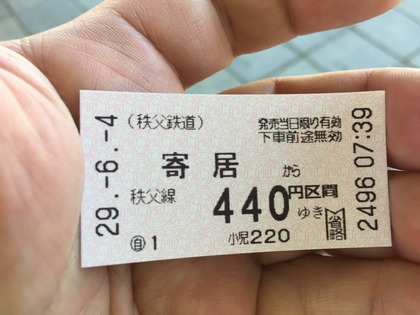 29.-6.-4
(秩父鉄道)
発売当日限り有効
下車前途無効
寄居から
秩父線
440円区間ゆき
㊂1
小児220
2496 07:39